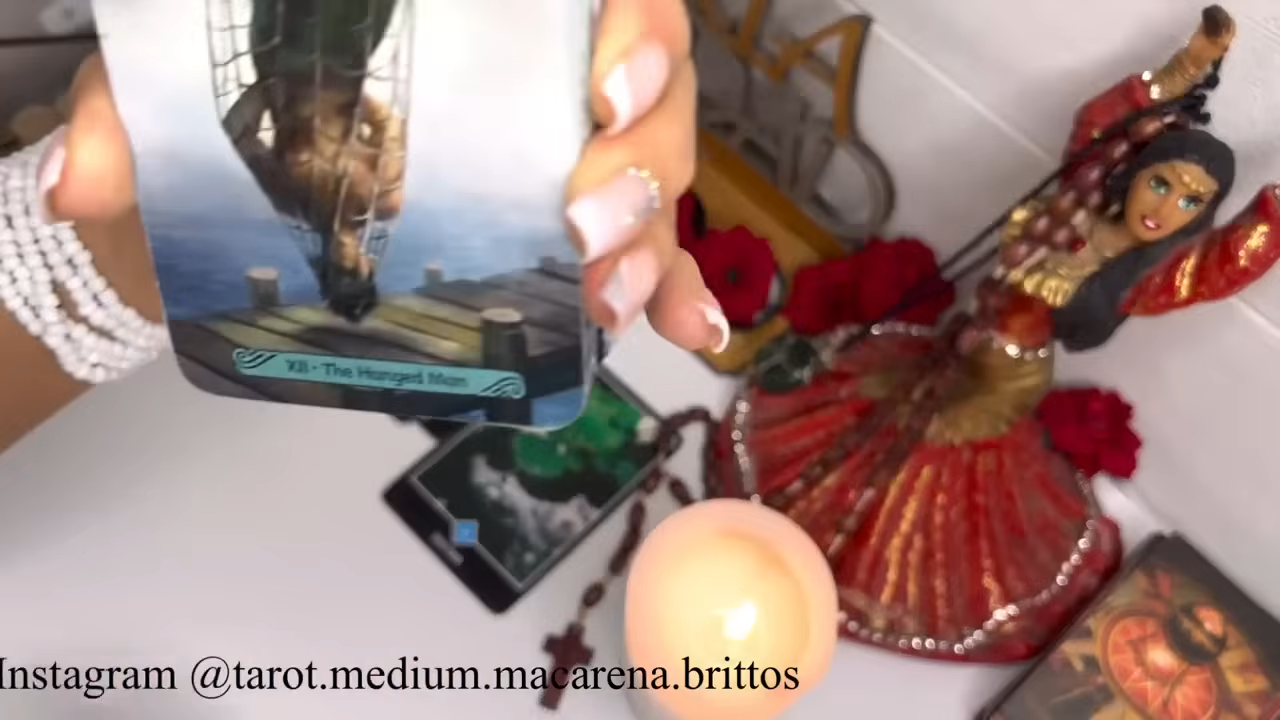 XII • The Hanged Man
Instagram @tarot.medium.macarena.brittos